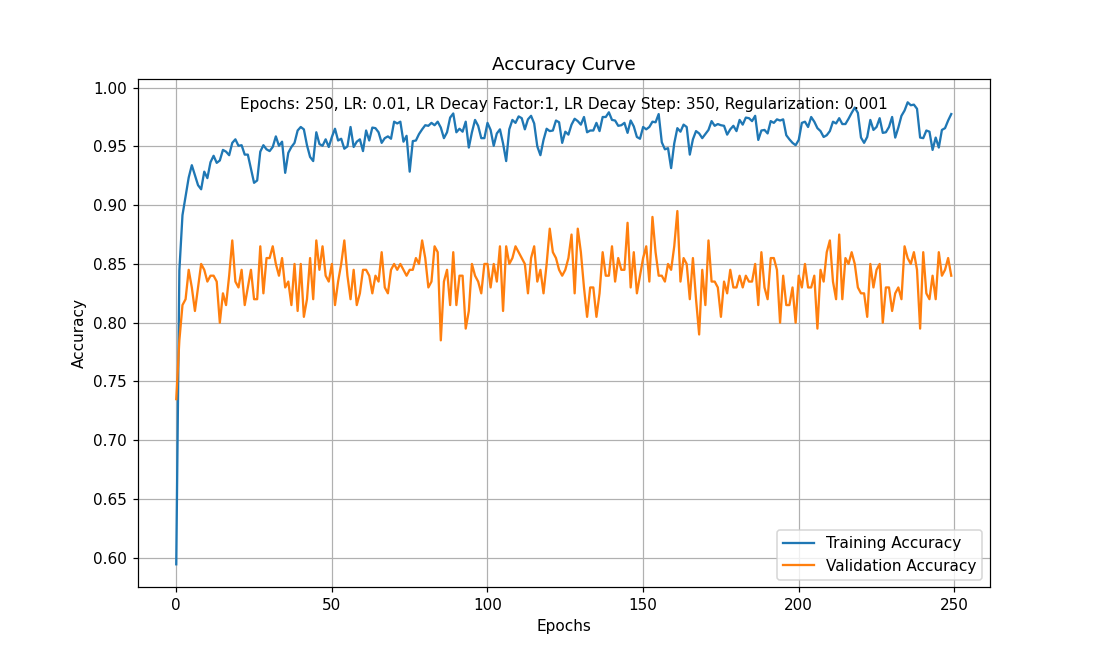 Accuracy Curve
Epochs: 250, LR: 0.01, LR Decay Factor:1, LR Decay Step: 350, Regularization: 0.001
1.00
0.95
0.90
0.85
0.80
0.75
0.70
0.65
0.60
Accuracy
Training Accuracy
Validation Accuracy
0 50 100 150 200 250
Epochs